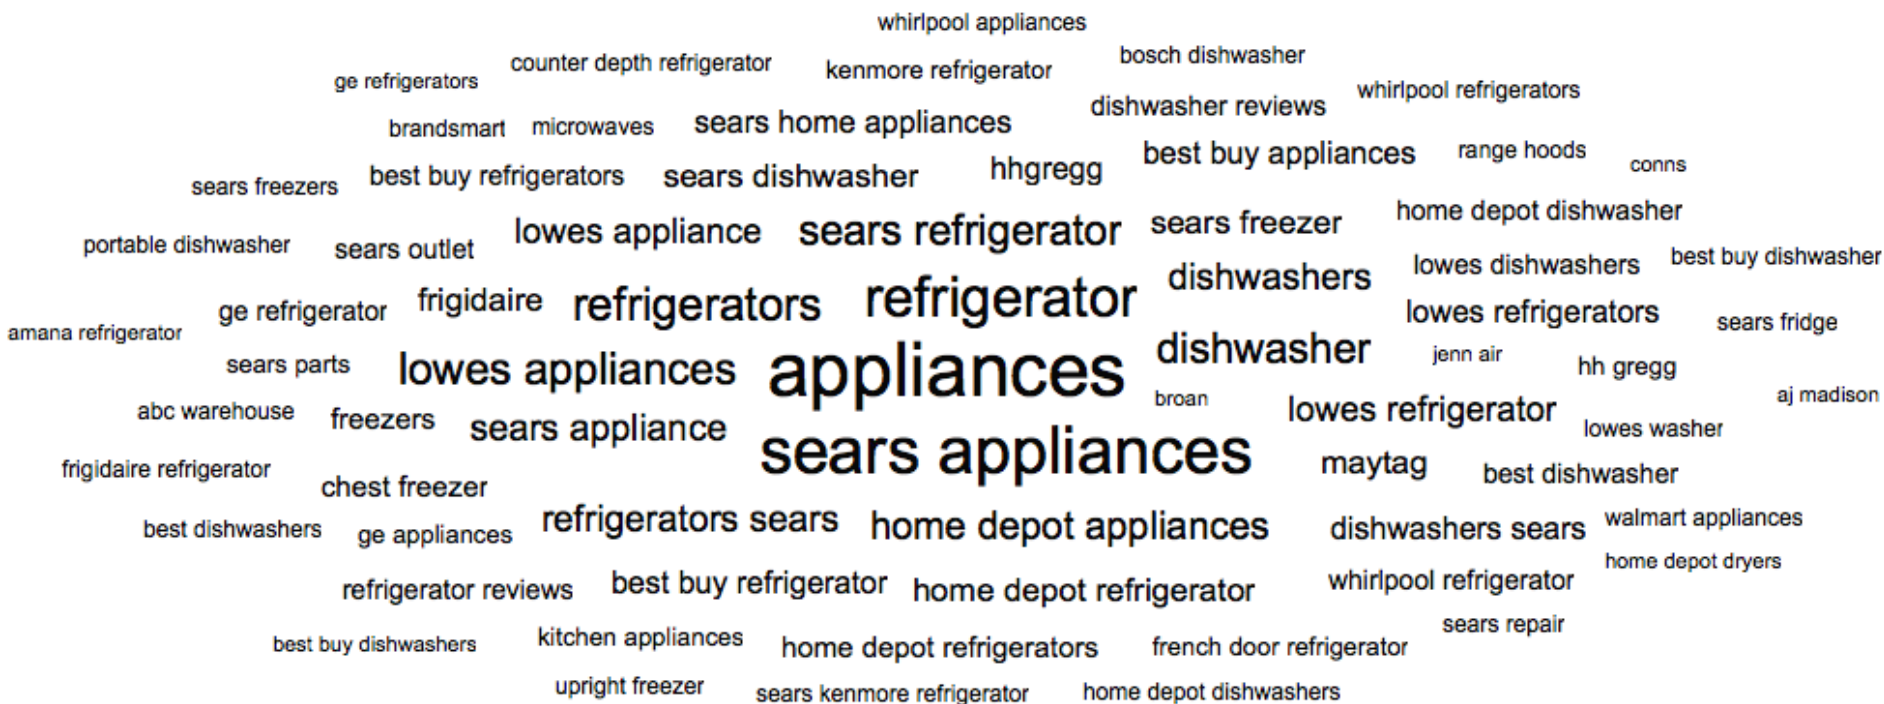 whirlpool appliances
ge refrigerators counter depth refrigerator kenmore refrigerator bosch dishwasher
brandsmart microwaves sears home appliances dishwasher reviews whirlpool refrigerators
sears freezers best buy refrigerators sears dishwasher hhgregg best buy appliances range hoods conns
portable dishwasher sears outlet lowes appliance sears refrigerator sears freezer home depot dishwasher
amana refrigerator ge refrigerator frigidaire refrigerators refrigerator dishwashers lowes dishwashers best buy dishwasher
lowes refrigerators sears fridge
sears parts lowes appliances appliances dishwasher jenn air hh gregg
abc warehouse freezers sears appliance broan lowes refrigerator lowes washer aj madison
frigidaire refrigerator chest freezer sears appliances maytag best dishwasher
best dishwashers ge appliances refrigerators sears home depot appliances dishwashers sears walmart appliances
refrigerator reviews best buy refrigerator home depot refrigerator whirlpool refrigerator home depot dryers
best buy dishwashers kitchen appliances home depot refrigerators french door refrigerator sears repair
upright freezer sears kenmore refrigerator home depot dishwashers